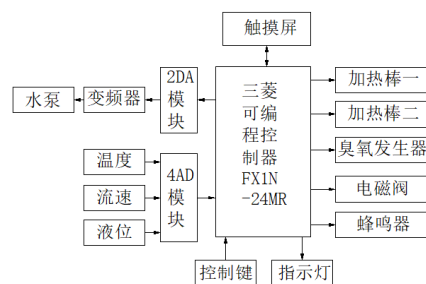 触摸屏
水泵
变频器
2DA
模
块
三菱
可编
程控
制器
FX1N
-24MR
加热棒一
加热棒二
臭氧发生器
电磁阀
蜂鸣器
温度
流速
液位
4AD
模
块
控制键
指示灯